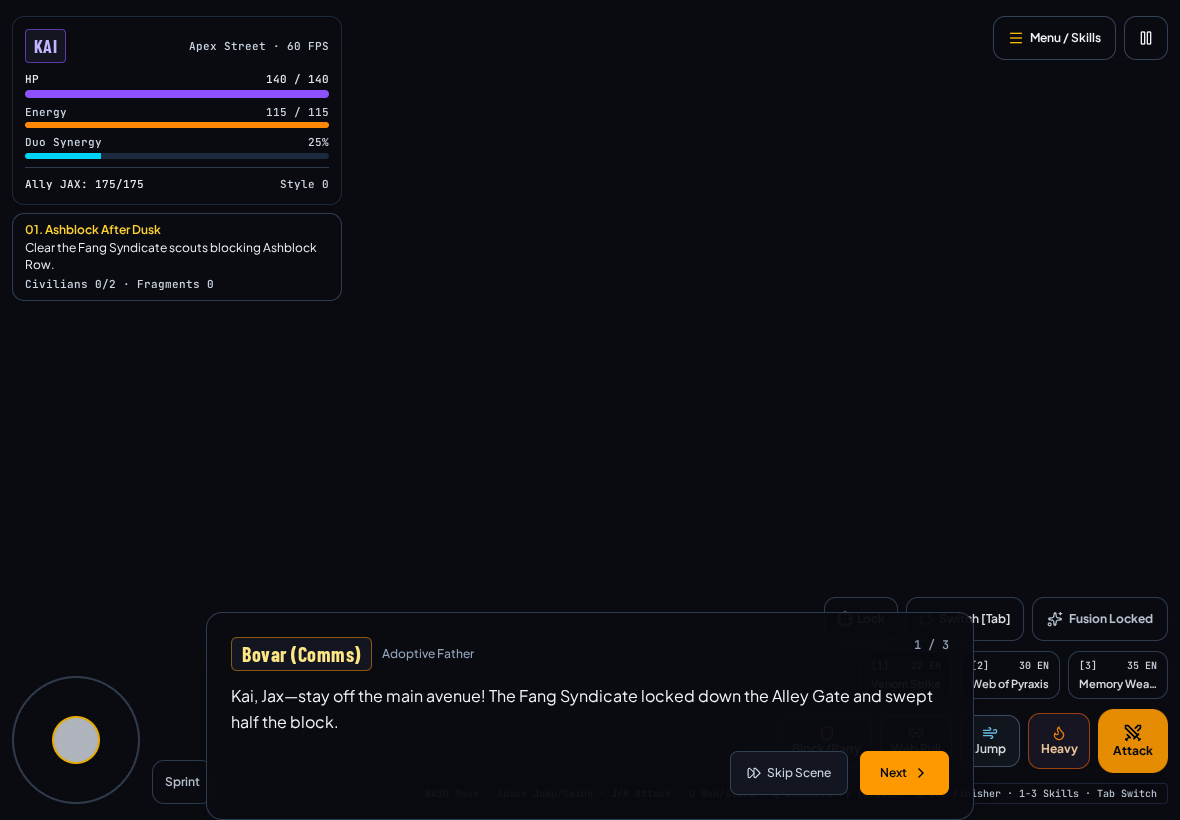 KAI
Apex Street · 60 FPS
HP 140 / 140
Energy 115 / 115
Duo Synergy 25%
Ally JAX: 175/175 Style 0
01. Ashblock After Dusk
Clear the Fang Syndicate scouts blocking Ashblock
Row.
Civilians 0/2 · Fragments 0
Menu / Skills
Lock
Switch [Tab]
Fusion Locked
[2] 30 EN
Web of Pyraxis
[3] 35 EN
Memory Wea…
Bovar (Comms) Adoptive Father
1 / 3
Kai, Jax—stay off the main avenue! The Fang Syndicate locked down the Alley Gate and swept
half the block.
Skip Scene
Next
Sprint
Jump
Heavy
Attack
1-3 Skills · Tab Switch